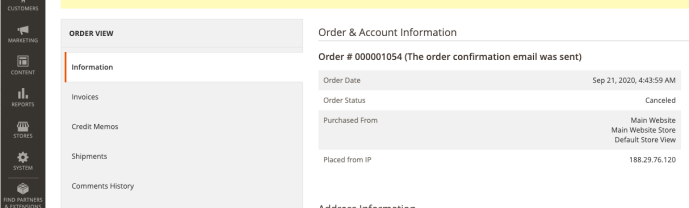 CUSTOMERS
MARKETING
CONTENT
REPORTS
STORES
SYSTEM
FIND PARTNERS
& EXTENSIONS
ORDER VIEW
Information
Invoices
Credit Memos
Shipments
Comments History
Order & Account Information
Order # 000001054 (The order confirmation email was sent)
Order Date Sep 21, 2020, 4:43:59 AM
Order Status Canceled
Purchased From Main Website
Main Website Store
Default Store View
Placed from IP 188.29.76.120
Address Information